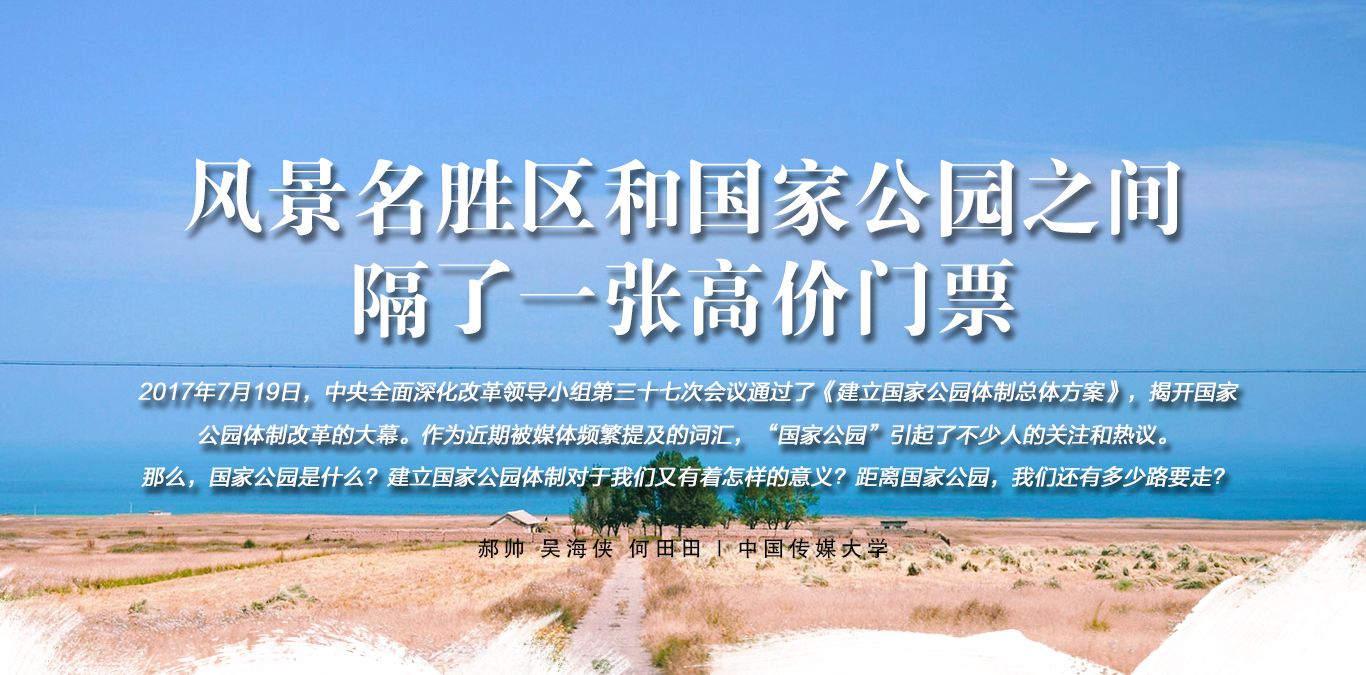 风景名胜区和国家公园之间
隔了一张高价门票
2017年7月19日，中央全面深化改革领导小组第三十七次会议通过了《建立国家公园体制总体方案》，揭开国家
公园体制改革的大幕。作为近期被媒体频繁提及的词汇，“国家公园”引起了不少人的关注和热议。
那么，国家公园是什么？建立国家公园体制对于我们又有着怎样的意义？距离国家公园，我们还有多少路要走？
郝帅 吴海侠 何田田 | 中国传媒大学